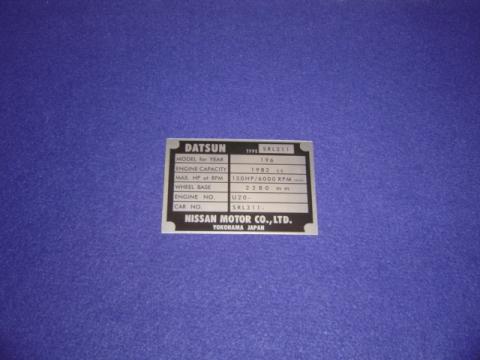 DATSUN TYPE SRL311
MODEL for YEAR 196
ENGINE CAPACITY 1982 cc
MAX. HP at RPM 150HP/6000 RPM
WHEEL BASE 2280 mm
ENGINE NO. U20-
CAR NO. SRL311-
NISSAN MOTOR CO., LTD.
YOKOHAMA JAPAN